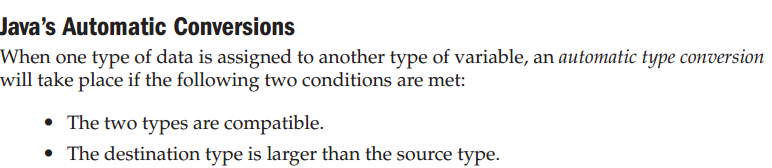 Java's Automatic Conversions
When one type of data is assigned to another type of variable, an automatic type conversion
will take place if the following two conditions are met:
• The two types are compatible.
• The destination type is larger than the source type.